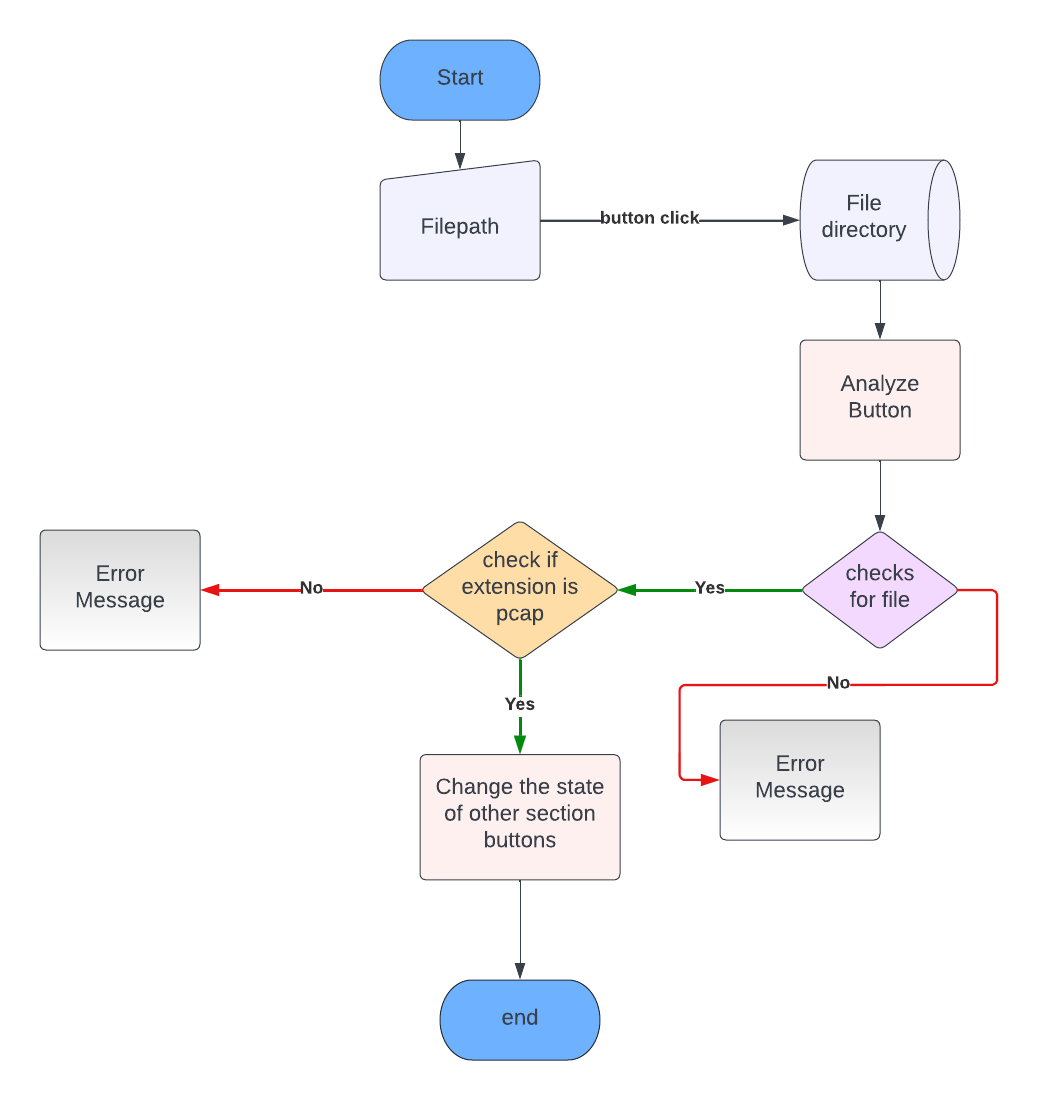 Start
Filepath
button click
File
directory
Analyze
Button
checks
for file
Yes
check if
extension is
pcap
No
Error
Message
No
Error
Message
Yes
Change the state
of other section
buttons
end